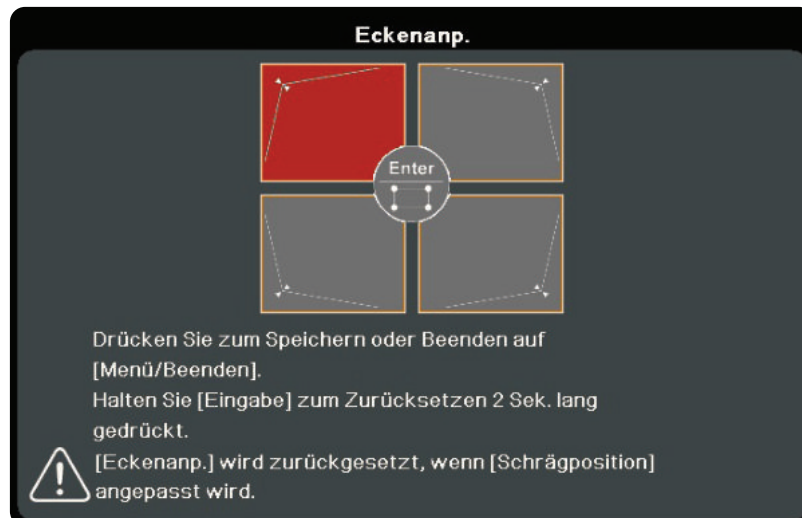 Eckenanp.
Enter
Drücken Sie zum Speichern oder Beenden auf
[Menü/Beenden].
Halten Sie [Eingabe] zum Zurücksetzen 2 Sek. lang
gedrückt.
[Eckenanp.] wird zurückgesetzt, wenn [Schrägposition]
angepasst wird.